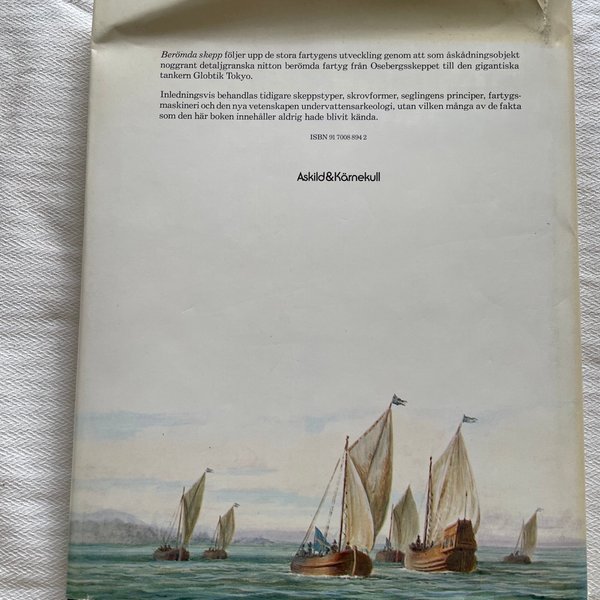 Berömda skepp följer upp de stora fartygens utveckling genom att som åskådningsobjekt
noggrant detaljgranska nitton berömda fartyg från Osebergsskeppet till den gigantiska
tankern Globtik Tokyo.
Inledningsvis behandlas tidigare skeppstyper, skrovformer, seglingens principer, fartygs-
maskineri och den nya vetenskapen undervattensarkeologi, utan vilken många av de fakta
som den här boken innehåller aldrig hade blivit kända.
ISBN 91 7008 894 2
Askild&Kärnekull